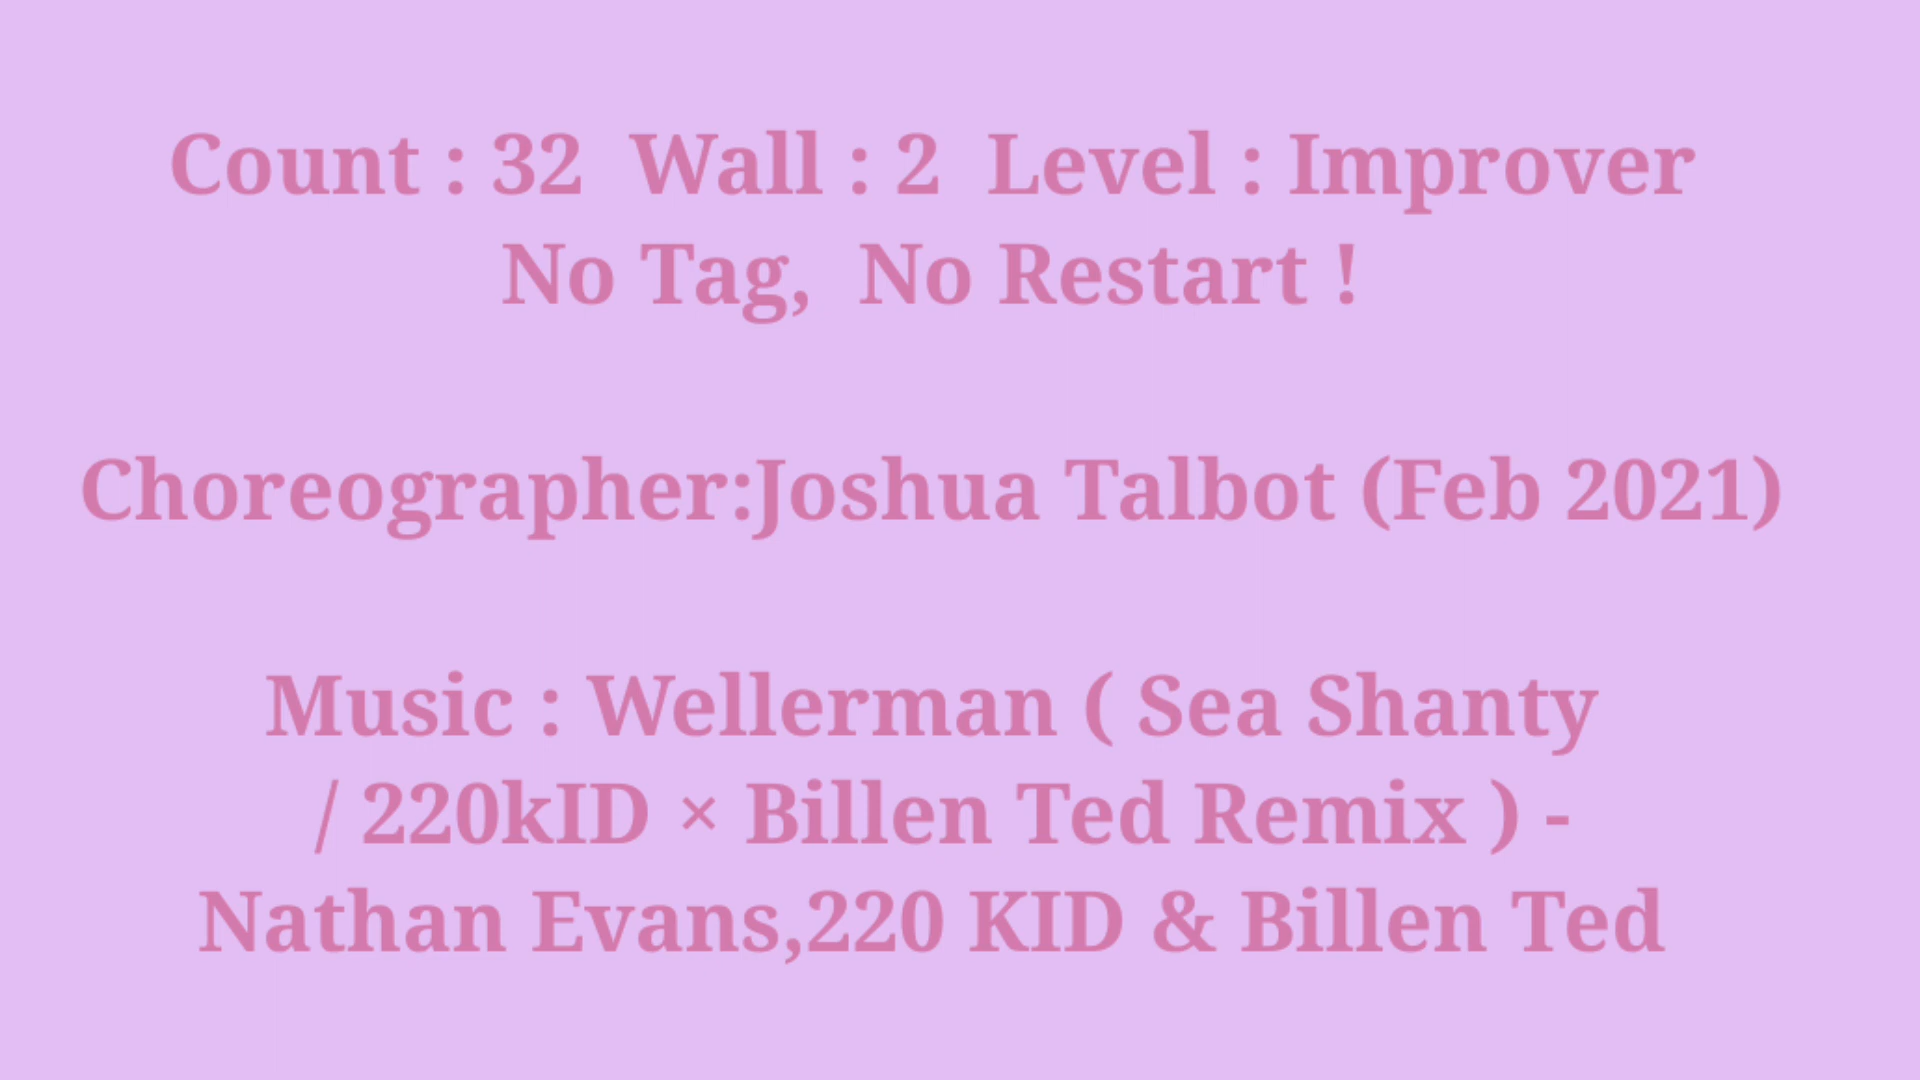 Count : 32  Wall : 2  Level : Improver
No Tag,  No Restart !
Choreographer:Joshua Talbot (Feb 2021)
Music : Wellerman ( Sea Shanty
/ 220kID × Billen Ted Remix ) -
Nathan Evans,220 KID & Billen Ted